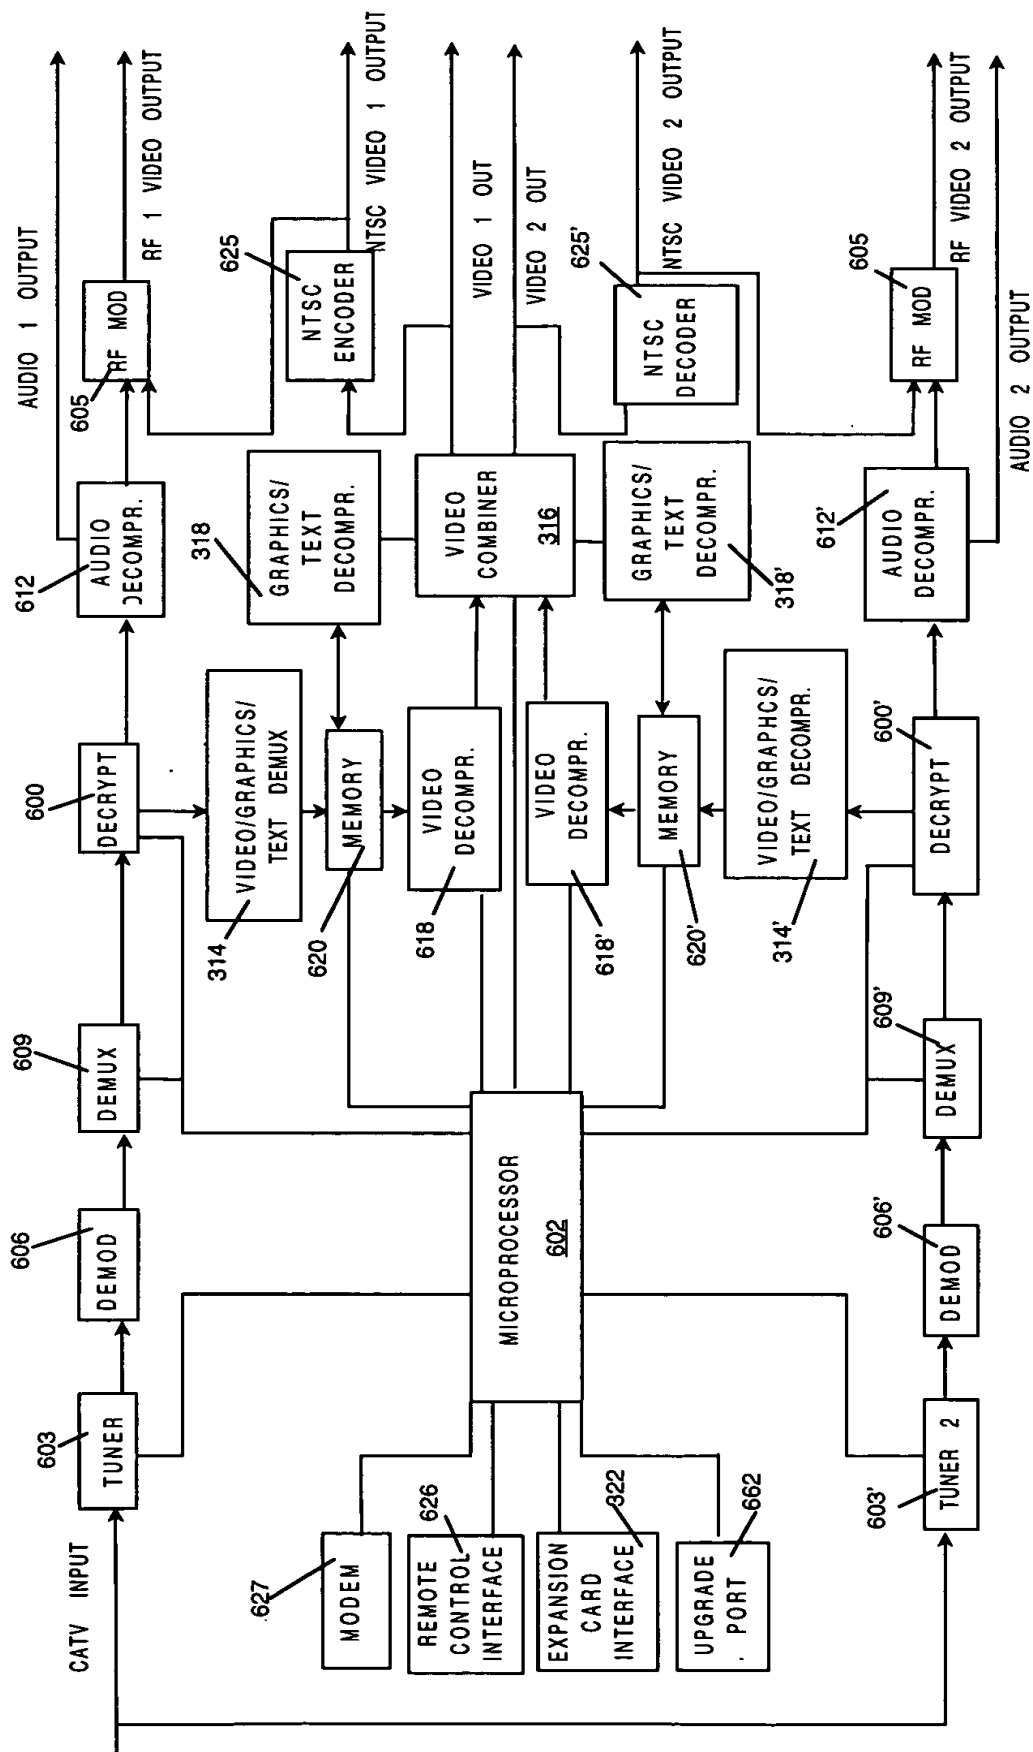 CATV INPUT
603
TUNER
606
DEMOD
609
DEMUX
600
DECRYPT
612
AUDIO
DECOMPR.
605
RF MOD
AUDIO 1 OUTPUT
RF 1 VIDEO OUTPUT
314
VIDEO/GRAPHICS/
TEXT DEMUX
318
GRAPHICS/
TEXT
DECOMPR.
625
NTSC
ENCODER
NTSC VIDEO 1 OUTPUT
627
MODEM
626
REMOTE
CONTROL
INTERFACE
322
EXPANSION
CARD
INTERFACE
662
UPGRADE
PORT
MICROPROCESSOR
602
620
MEMORY
618
VIDEO
DECOMPR.
VIDEO
COMBINER
316
VIDEO 1 OUT
VIDEO 2 OUT
618'
VIDEO
DECOMPR.
620'
MEMORY
318'
GRAPHICS/
TEXT
DECOMPR.
625'
NTSC
DECODER
NTSC VIDEO 2 OUTPUT
314'
VIDEO/GRAPHCS/
TEXT DECOMPR.
603'
TUNER 2
606'
DEMOD
609'
DEMUX
600'
DECRYPT
612'
AUDIO
DECOMPR.
605
RF MOD
RF VIDEO 2 OUTPUT
AUDIO 2 OUTPUT